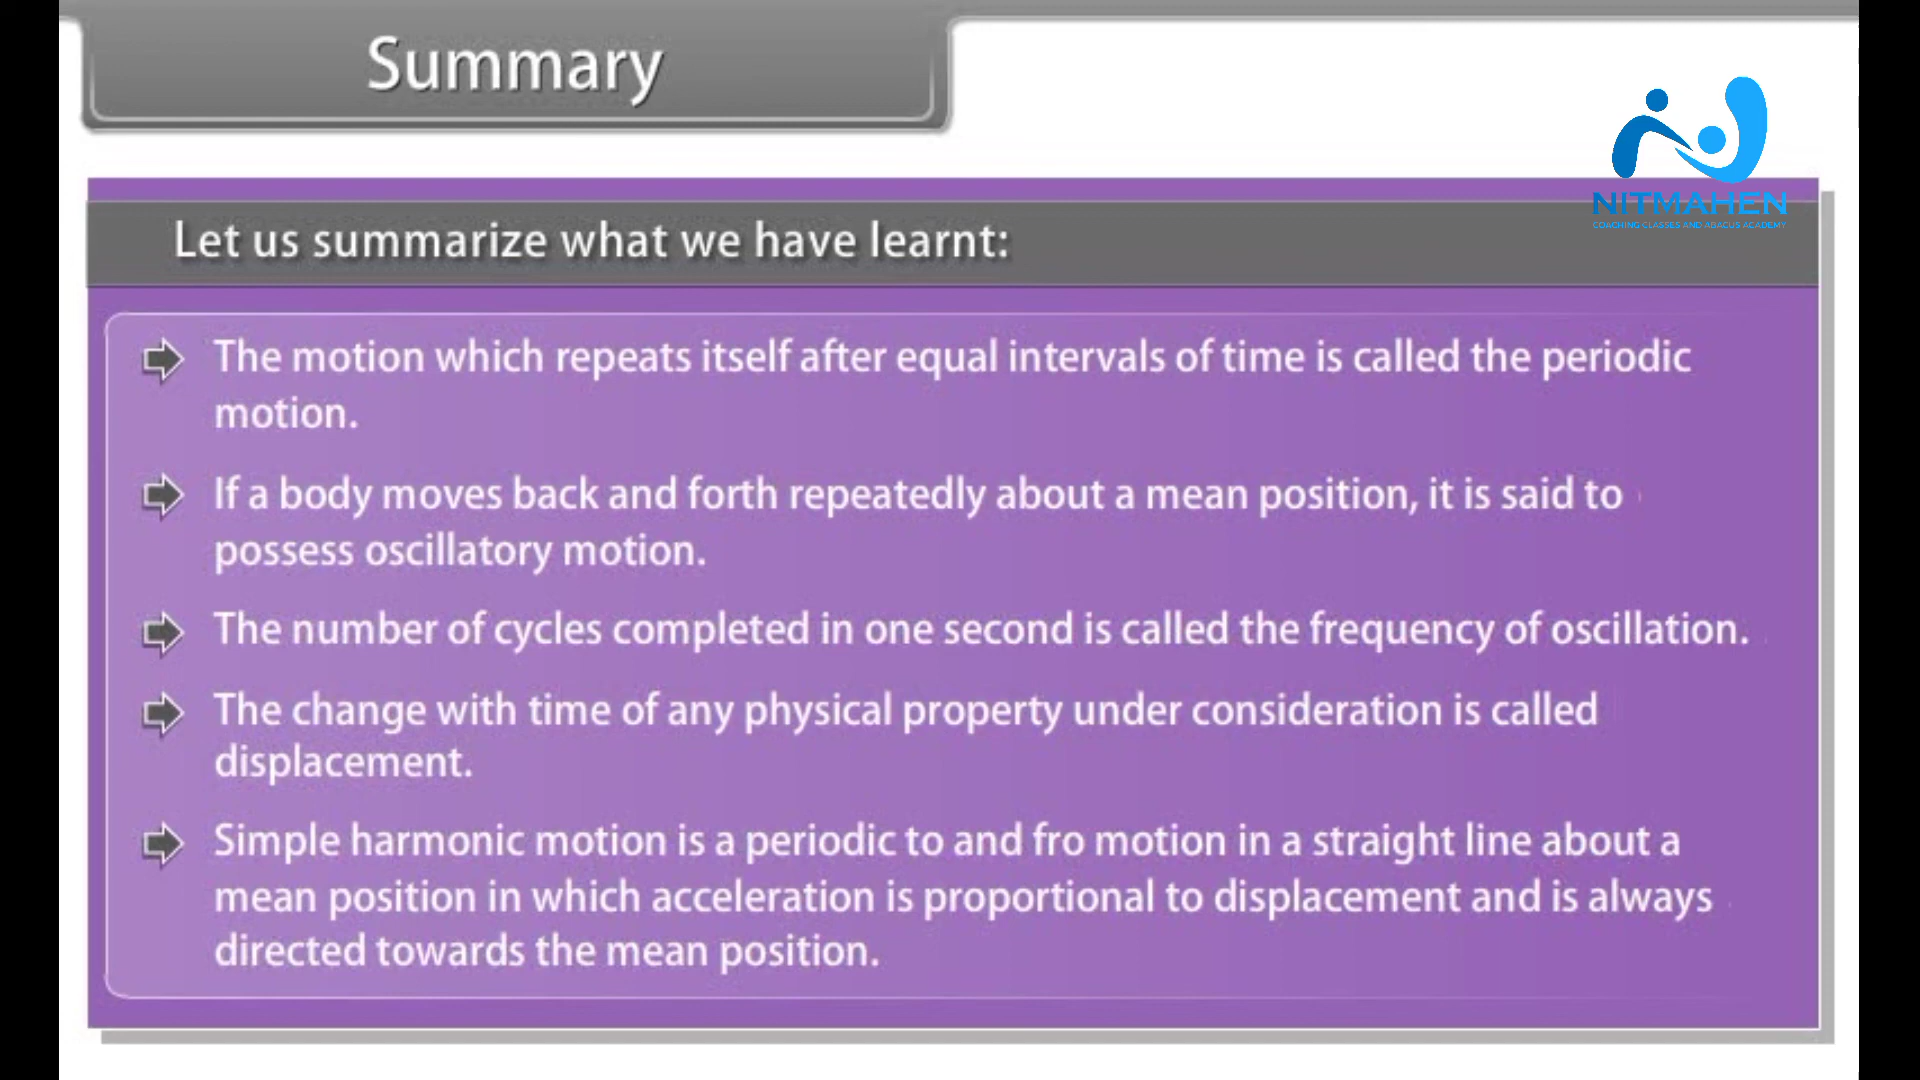 Summary
NITMAHEN
COACHING CLASSES AND ABACUS ACADEMY
Let us summarize what we have learnt:
The motion which repeats itself after equal intervals of time is called the periodic
motion.
If a body moves back and forth repeatedly about a mean position, it is said to
possess oscillatory motion.
The number of cycles completed in one second is called the frequency of oscillation.
The change with time of any physical property under consideration is called
displacement.
Simple harmonic motion is a periodic to and fro motion in a straight line about a
mean position in which acceleration is proportional to displacement and is always
directed towards the mean position.